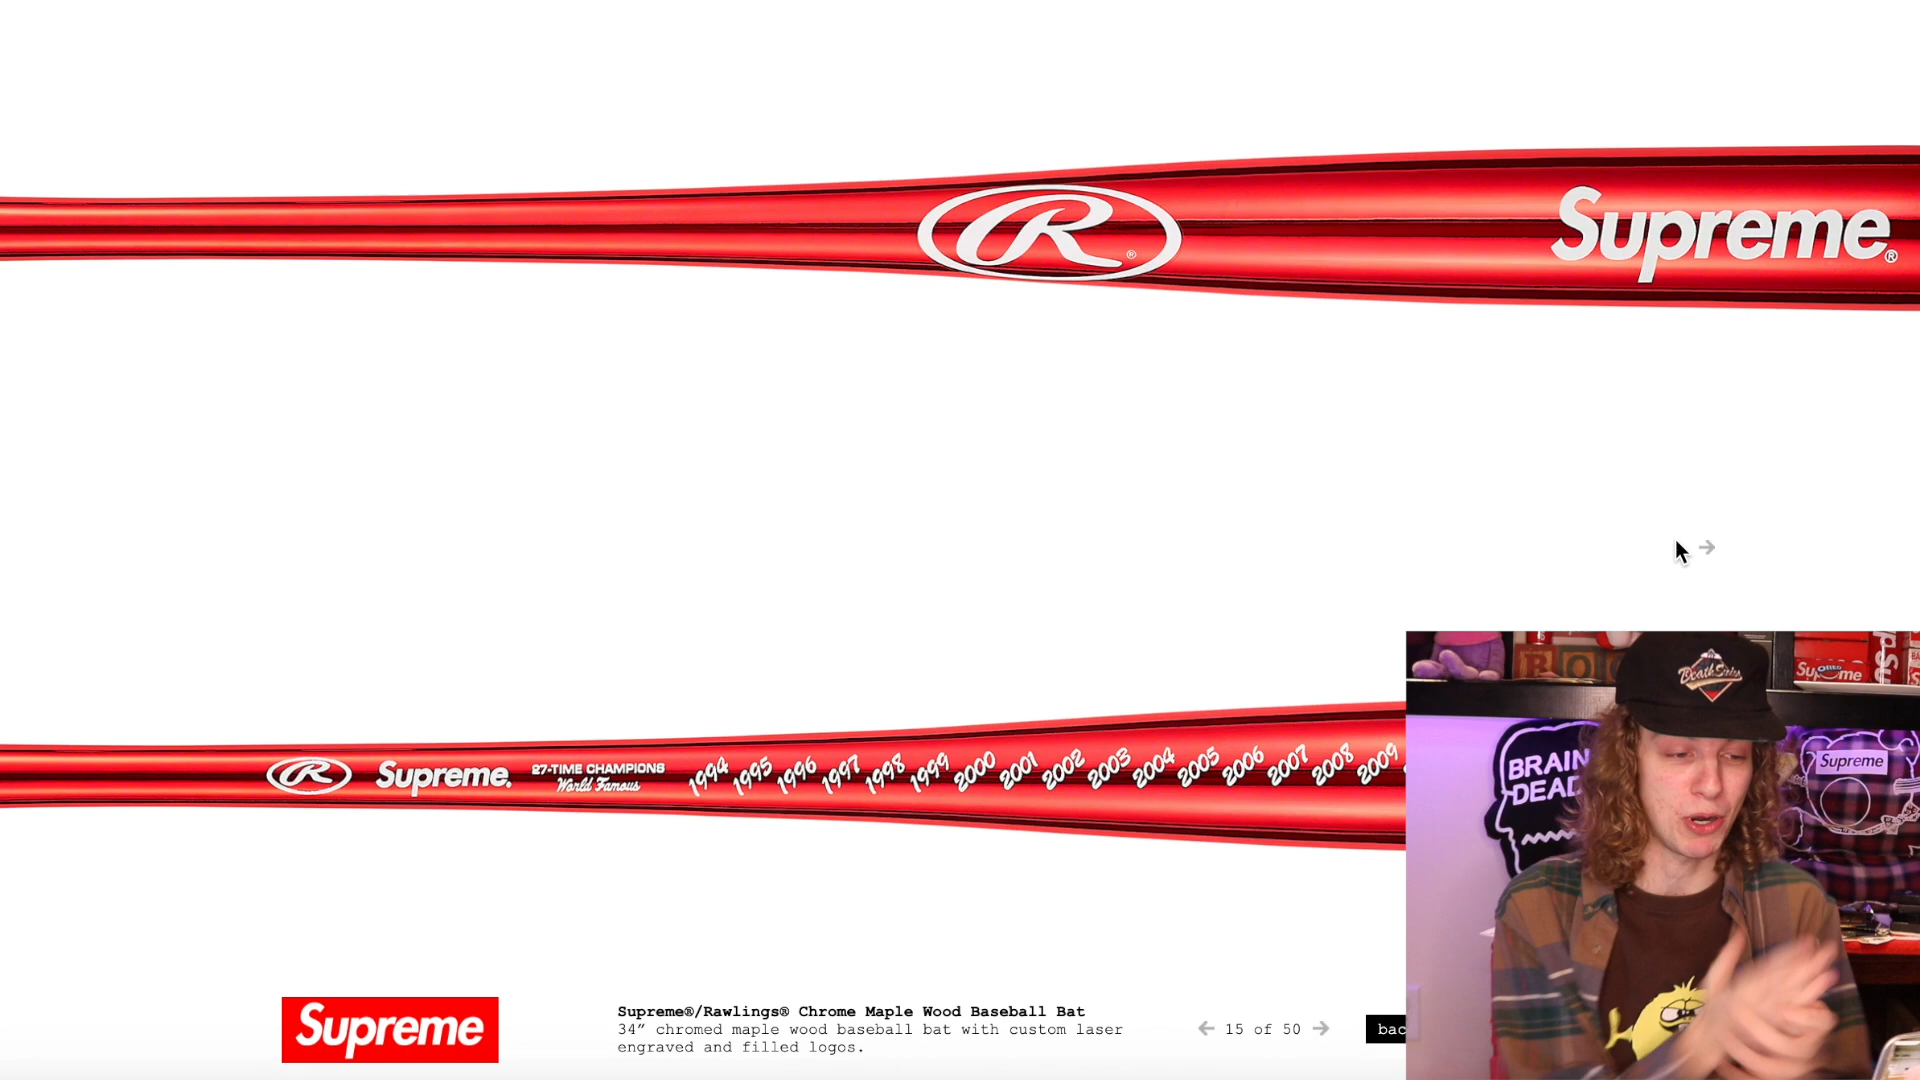 R
®
Supreme®
R
Supreme.
27-TIME CHAMPIONS
World Famous
1994 1995 1996 1997 1998 1999 2000 2001 2002 2003 2004 2005 2006 2007 2008 2009
Supreme
BRAIN
DEAD
Supreme
Supreme
Supreme®/Rawlings® Chrome Maple Wood Baseball Bat
34” chromed maple wood baseball bat with custom laser
engraved and filled logos.
15 of 50
bac